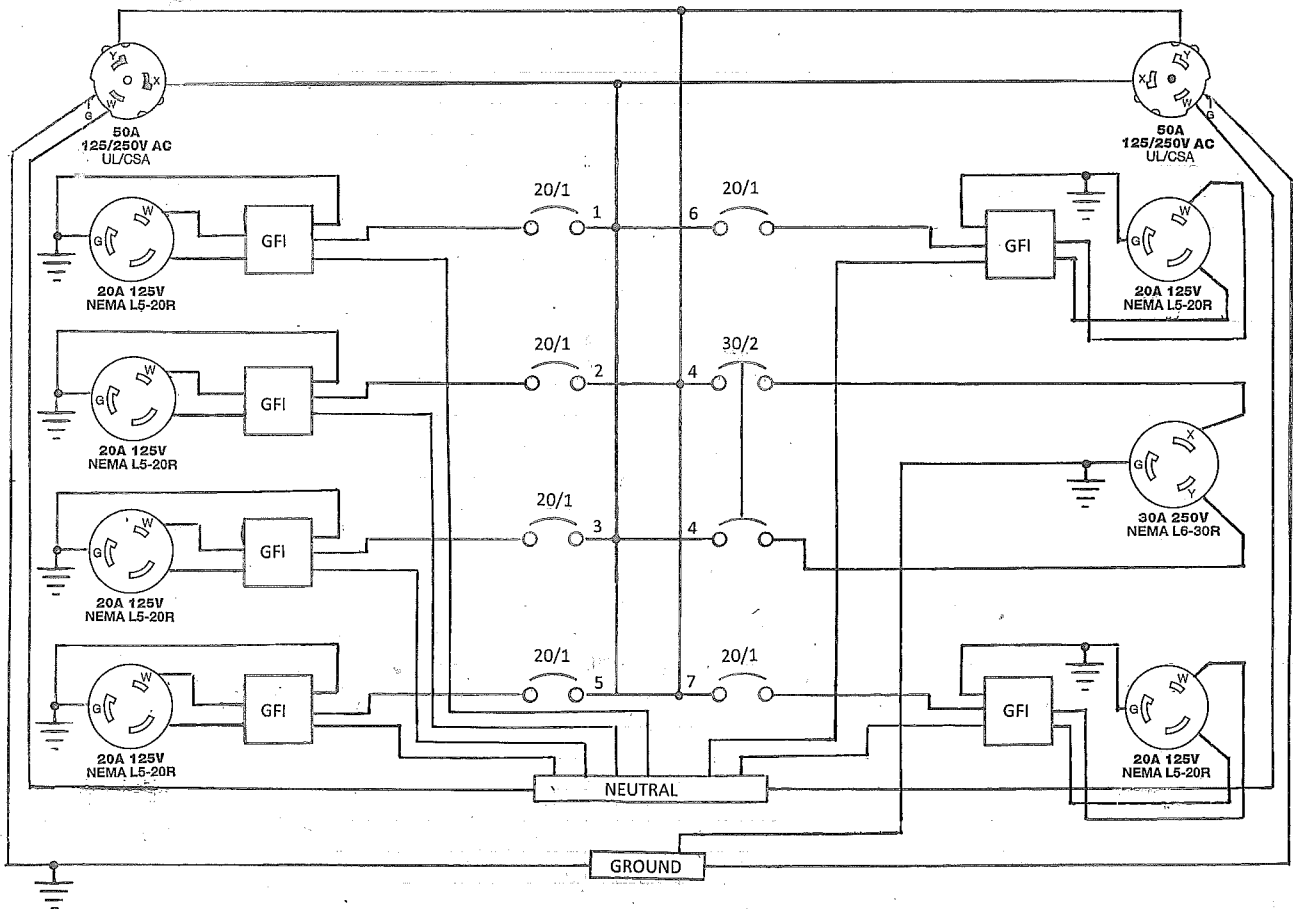 Y
X
W
G
50A
125/250V AC
UL/CSA
Y
X
W
G
50A
125/250V AC
UL/CSA
W
G
20A 125V
NEMA L5-20R
GFI
20/1
1
6
20/1
GFI
W
G
20A 125V
NEMA L5-20R
W
G
20A 125V
NEMA L5-20R
GFI
20/1
2
4
30/2
X
G
Y
30A 250V
NEMA L6-30R
W
G
20A 125V
NEMA L5-20R
GFI
20/1
3
4
W
G
20A 125V
NEMA L5-20R
GFI
20/1
5
7
20/1
GFI
W
G
20A 125V
NEMA L5-20R
NEUTRAL
GROUND